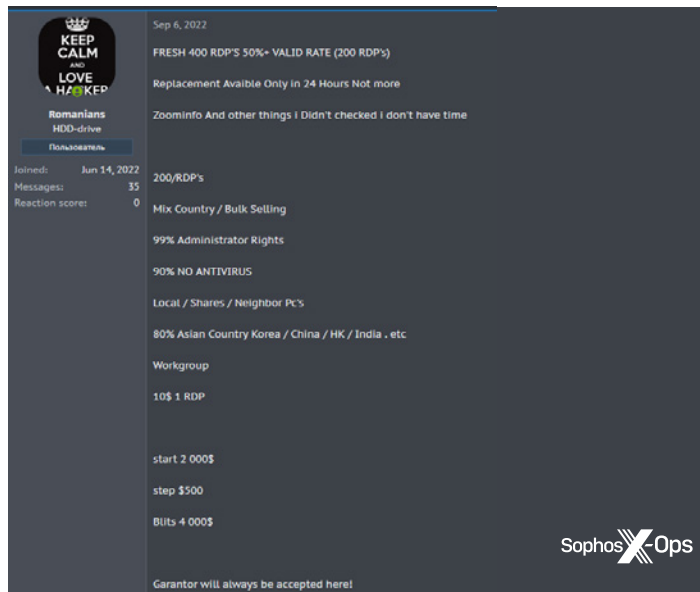 KEEP
CALM
AND
LOVE
A HACKER
Romanians
HDD-drive
Пользователь
Joined: Jun 14, 2022
Messages: 35
Reaction score: 0
Sep 6, 2022
FRESH 400 RDP'S 50%+ VALID RATE (200 RDP's)
Replacement Avaible Only in 24 Hours Not more
Zoominfo And other things i Didn't checked i don't have time
200/RDP's
Mix Country / Bulk Selling
99% Administrator Rights
90% NO ANTIVIRUS
Local / Shares / Neighbor Pc's
80% Asian Country Korea / China / HK / India . etc
Workgroup
10$ 1 RDP
start 2 000$
step $500
Blits 4 000$
Garantor will always be accepted here!
Sophos X-Ops